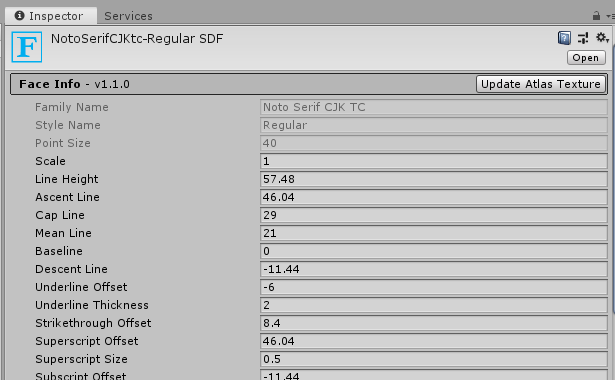 Inspector Services
NotoSerifCJKtc-Regular SDF
Open
Face Info - v1.1.0 Update Atlas Texture
Family Name Noto Serif CJK TC
Style Name Regular
Point Size 40
Scale 1
Line Height 57.48
Ascent Line 46.04
Cap Line 29
Mean Line 21
Baseline 0
Descent Line -11.44
Underline Offset -6
Underline Thickness 2
Strikethrough Offset 8.4
Superscript Offset 46.04
Superscript Size 0.5
Subscript Offset -11.44